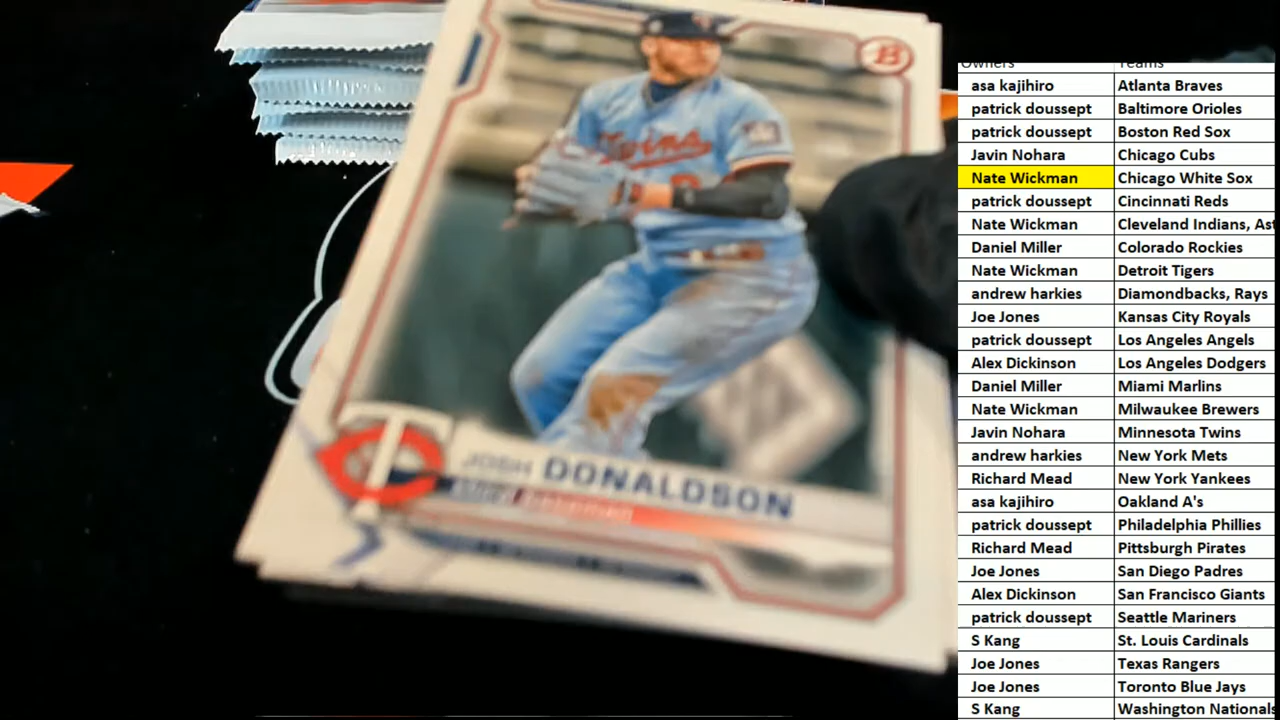 B
Twins
JOSH DONALDSON
Owners Teams
asa kajihiro Atlanta Braves
patrick doussept Baltimore Orioles
patrick doussept Boston Red Sox
Javin Nohara Chicago Cubs
Nate Wickman Chicago White Sox
patrick doussept Cincinnati Reds
Nate Wickman Cleveland Indians, Ast
Daniel Miller Colorado Rockies
Nate Wickman Detroit Tigers
andrew harkies Diamondbacks, Rays
Joe Jones Kansas City Royals
patrick doussept Los Angeles Angels
Alex Dickinson Los Angeles Dodgers
Daniel Miller Miami Marlins
Nate Wickman Milwaukee Brewers
Javin Nohara Minnesota Twins
andrew harkies New York Mets
Richard Mead New York Yankees
asa kajihiro Oakland A's
patrick doussept Philadelphia Phillies
Richard Mead Pittsburgh Pirates
Joe Jones San Diego Padres
Alex Dickinson San Francisco Giants
patrick doussept Seattle Mariners
S Kang St. Louis Cardinals
Joe Jones Texas Rangers
Joe Jones Toronto Blue Jays
S Kang Washington Nationals